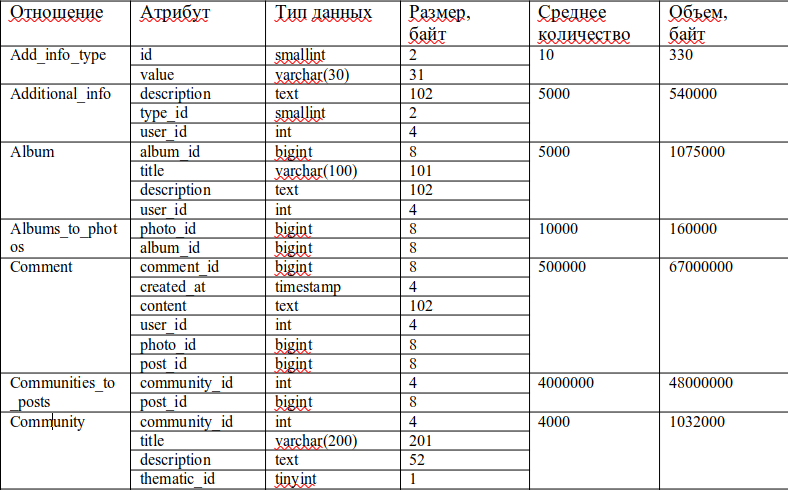 Отношение Атрибут Тип данных Размер, байт Среднее количество Объем, байт
Add_info_type id smallint 2 10 330
value varchar(30) 31
Additional_info description text 102 5000 540000
type_id smallint 2
user_id int 4
Album album_id bigint 8 5000 1075000
title varchar(100) 101
description text 102
user_id int 4
Albums_to_phot photo_id bigint 8 10000 160000
os album_id bigint 8
Comment comment_id bigint 8 500000 67000000
created_at timestamp 4
content text 102
user_id int 4
photo_id bigint 8
post_id bigint 8
Communities_to community_id int 4 4000000 48000000
_posts post_id bigint 8
Community community_id int 4 4000 1032000
title varchar(200) 201
description text 52
thematic_id tinyint 1